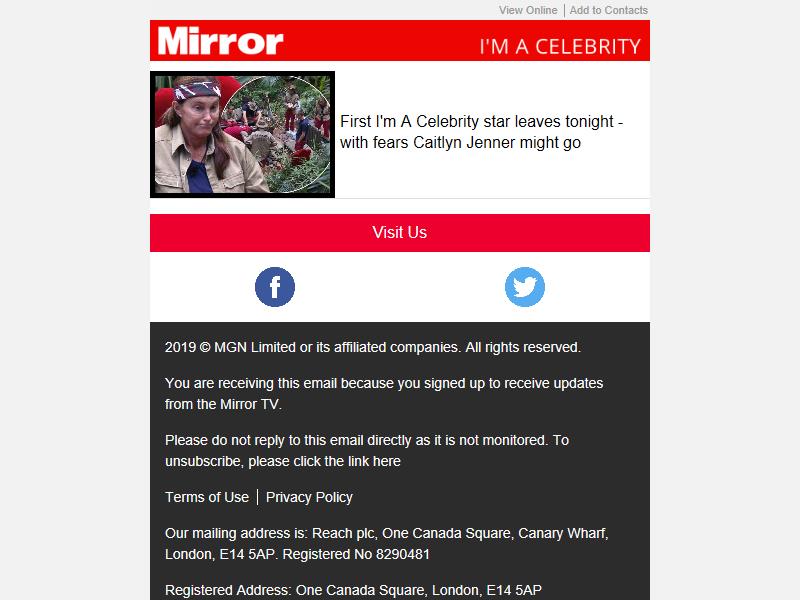 View Online | Add to Contacts
Mirror
I'M A CELEBRITY
First I'm A Celebrity star leaves tonight -
with fears Caitlyn Jenner might go
Visit Us
2019 © MGN Limited or its affiliated companies. All rights reserved.
You are receiving this email because you signed up to receive updates
from the Mirror TV.
Please do not reply to this email directly as it is not monitored. To
unsubscribe, please click the link here
Terms of Use | Privacy Policy
Our mailing address is: Reach plc, One Canada Square, Canary Wharf,
London, E14 5AP. Registered No 8290481
Registered Address: One Canada Square, London, E14 5AP